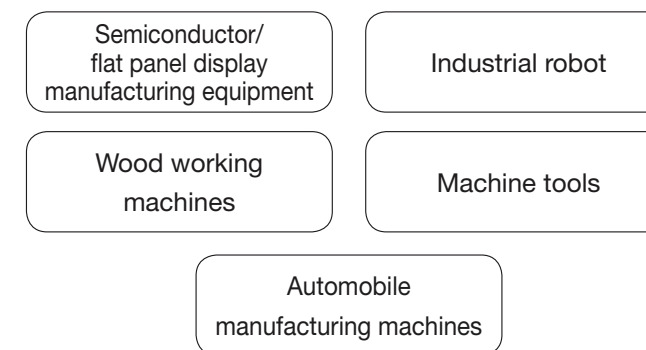 Semiconductor/
flat panel display
manufacturing equipment
Industrial robot
Wood working
machines
Machine tools
Automobile
manufacturing machines